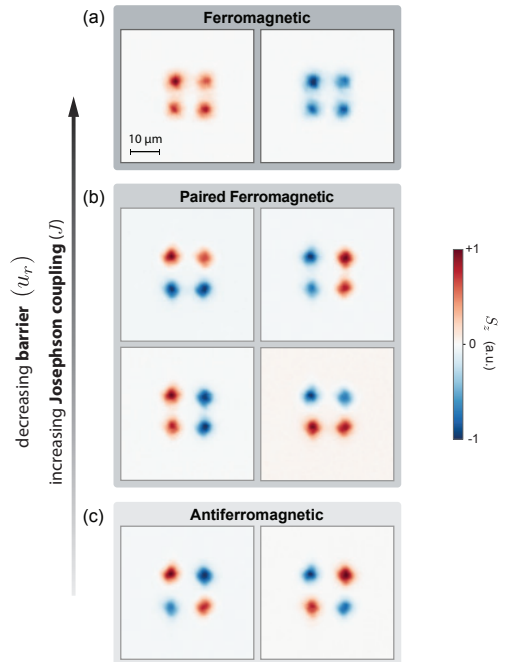 (a)
Ferromagnetic
10 μm
(b)
Paired Ferromagnetic
(c)
Antiferromagnetic
decreasing barrier (u_r)
increasing Josephson coupling (J)
+1
0
-1
S_z (a.u.)